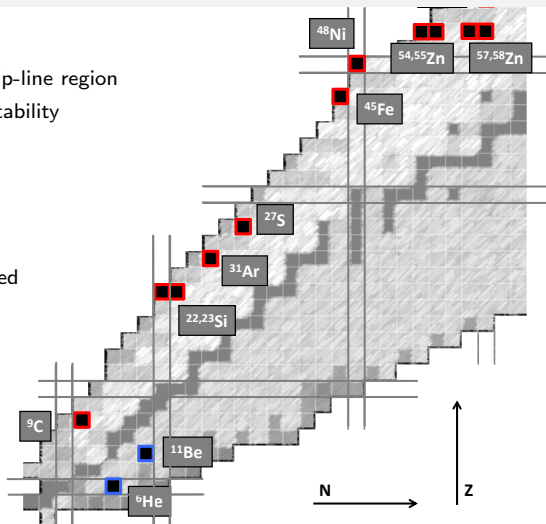 ⁴⁸Ni
⁵⁴,⁵⁵Zn
⁵⁷,⁵⁸Zn
p-line region
⁴⁵Fe
tability
²⁷S
³¹Ar
ed
²²,²³Si
⁹C
¹¹Be
⁶He
N
Z